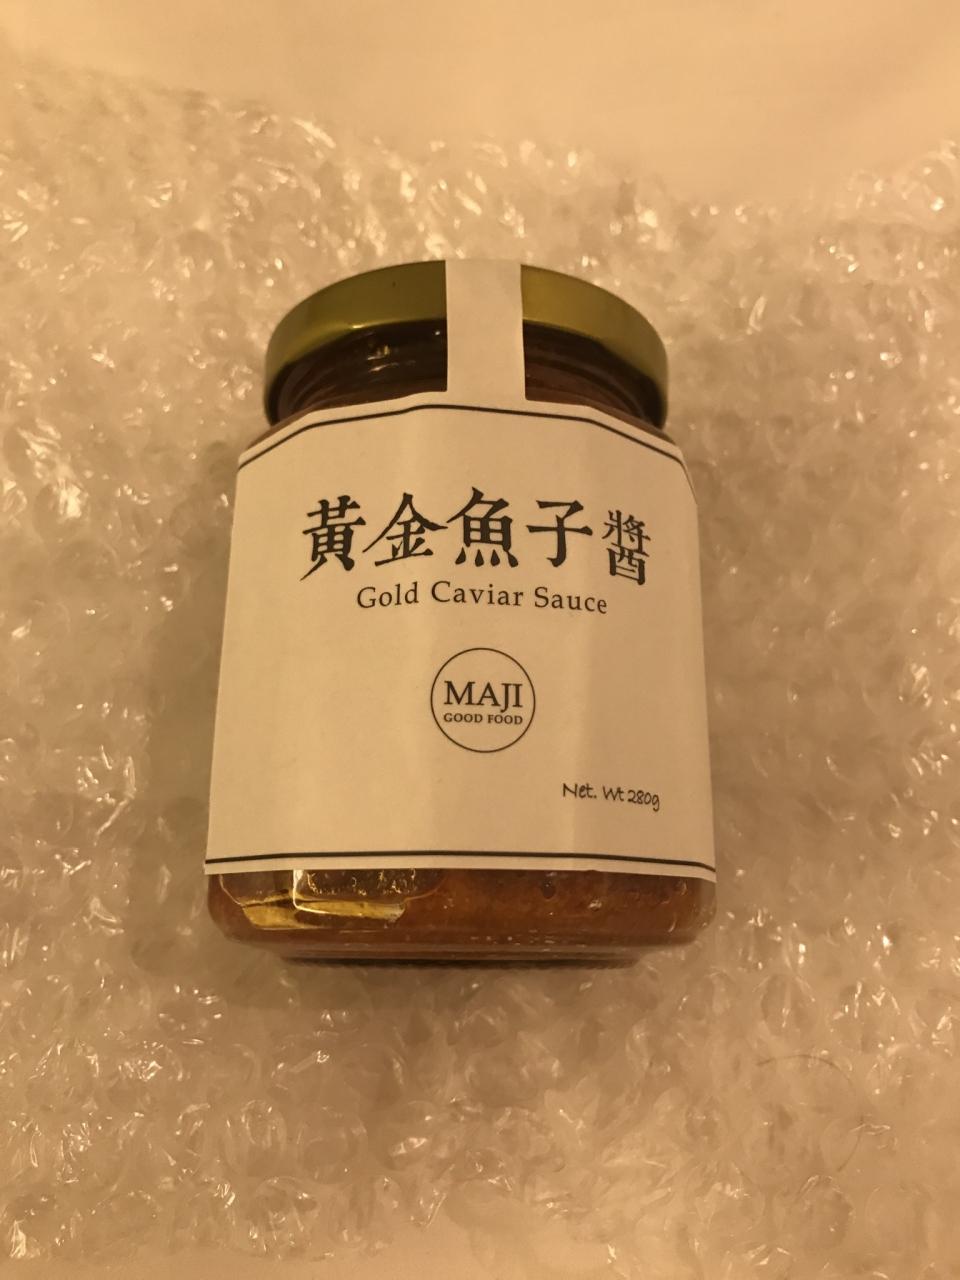 黃金魚子醬
Gold Caviar Sauce
MAJI
GOOD FOOD
Net. Wt 280g